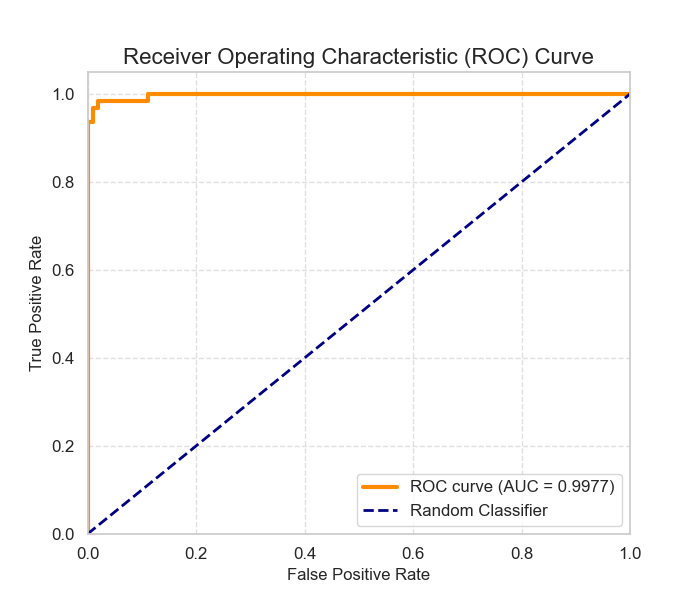 Receiver Operating Characteristic (ROC) Curve
1.0
0.8
0.6
0.4
0.2
0.0
True Positive Rate
ROC curve (AUC = 0.9977)
Random Classifier
0.0 0.2 0.4 0.6 0.8 1.0
False Positive Rate